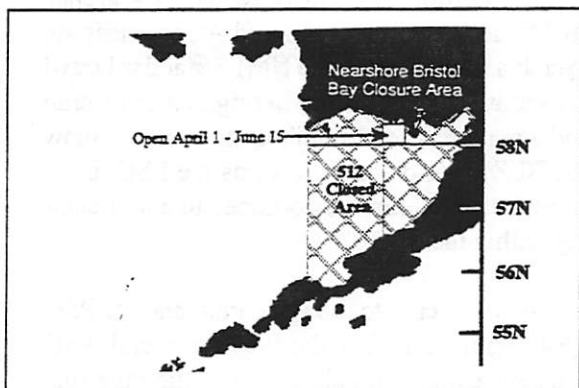 Nearshore Bristol
Bay Closure Area
Open April 1 - June 15
58N
512
Closed
Area
57N
56N
55N